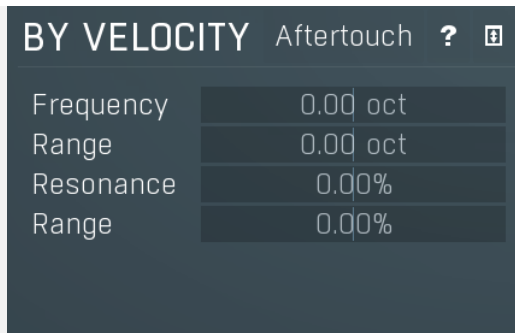 BY VELOCITY Aftertouch ?
Frequency 0.00 oct
Range 0.00 oct
Resonance 0.00%
Range 0.00%